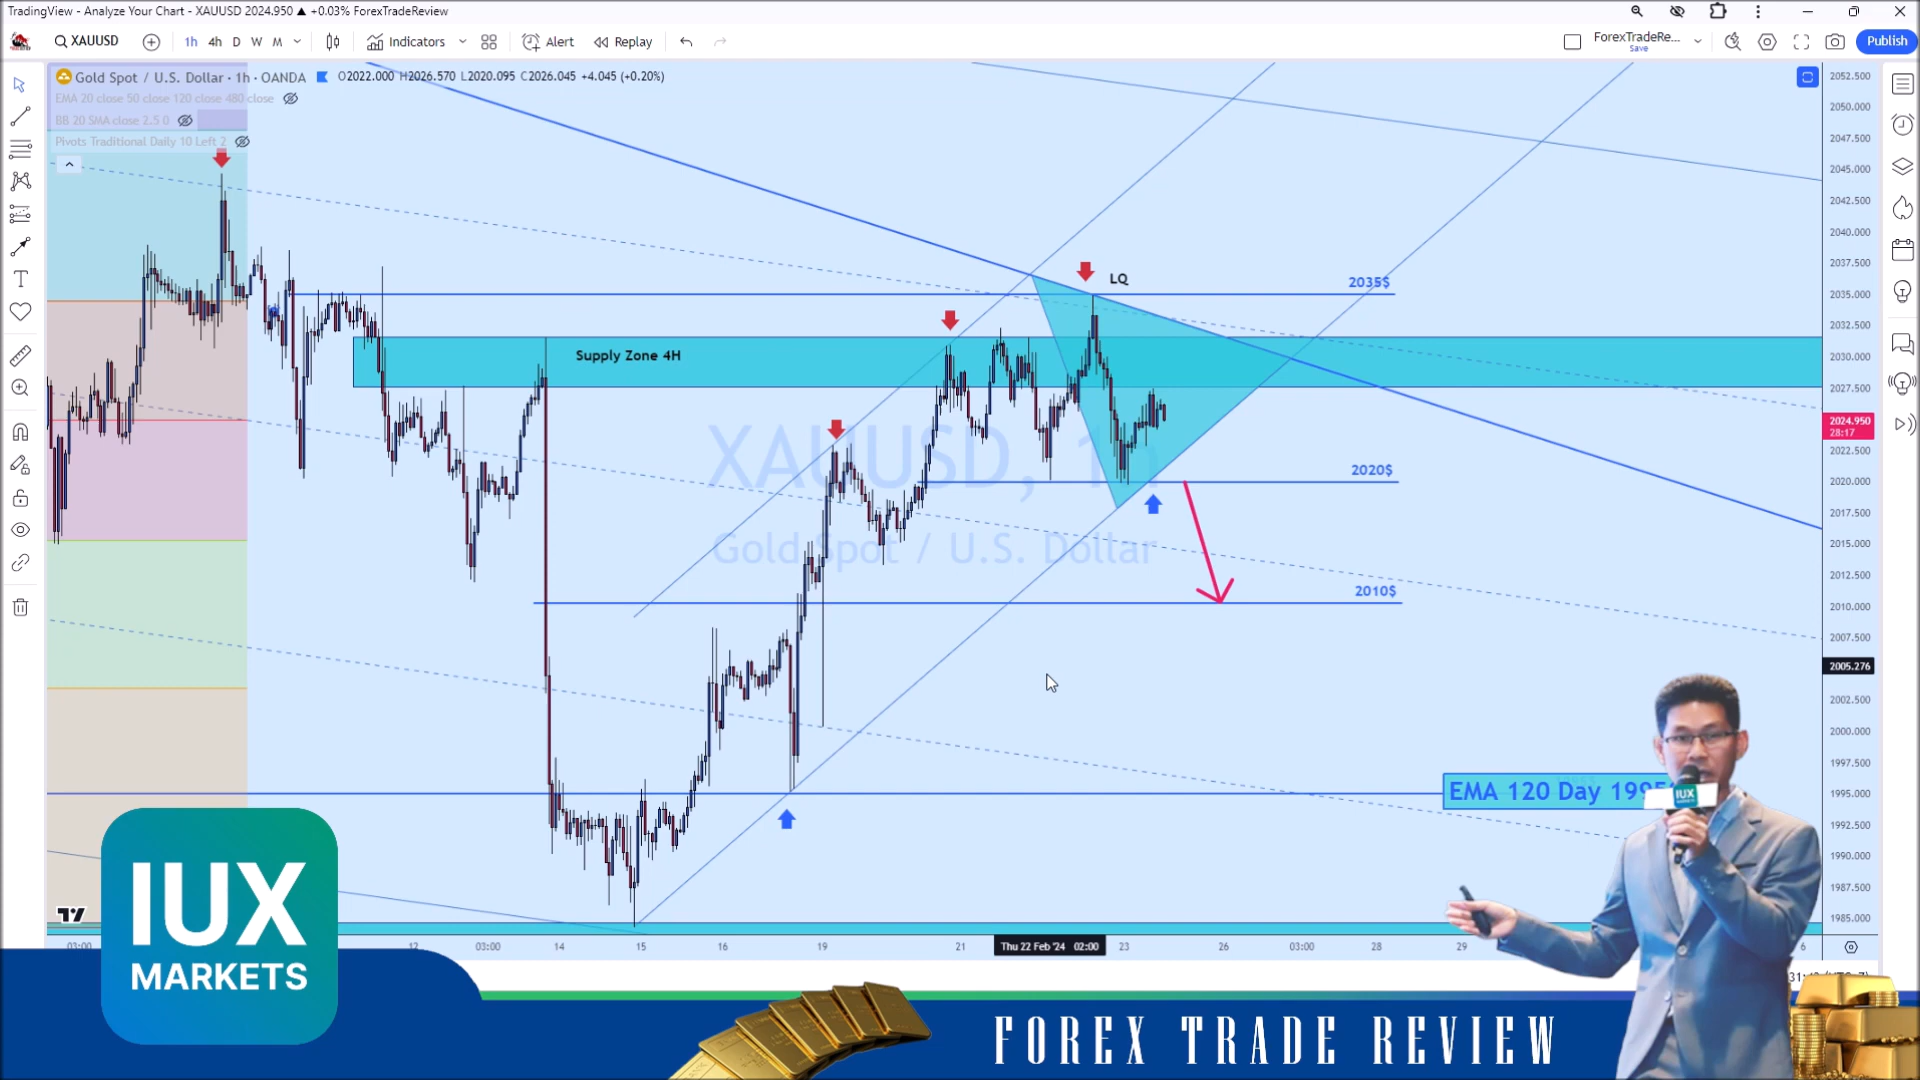 TradingView - Analyze Your Chart - XAUUSD 2024.950 ▲ +0.03% ForexTradeReview
XAUUSD 1h 4h D W M Indicators Alert Replay ForexTradeRe... Save Publish
Gold Spot / U.S. Dollar · 1h · OANDA O2022.000 H2026.570 L2020.095 C2026.045 +4.045 (+0.20%)
EMA 20 close 50 close 120 close 480 close
BB 20 SMA close 2.5 0
Pivots Traditional Daily 10 Left 2
LQ
2035$
Supply Zone 4H
XAUUSD, 1h
Gold Spot / U.S. Dollar
2020$
2010$
EMA 120 Day 1995
2052.500
2050.000
2047.500
2045.000
2042.500
2040.000
2037.500
2035.000
2032.500
2030.000
2027.500
2024.950
28:17
2022.500
2020.000
2017.500
2015.000
2012.500
2010.000
2007.500
2005.276
2002.500
2000.000
1997.500
1995.000
1992.500
1990.000
1987.500
1985.000
03:00 12 03:00 14 15 16 19 21 Thu 22 Feb '24 02:00 23 26 03:00 28 29 6
IUX
MARKETS
IUX
MARKETS
FOREX TRADE REVIEW